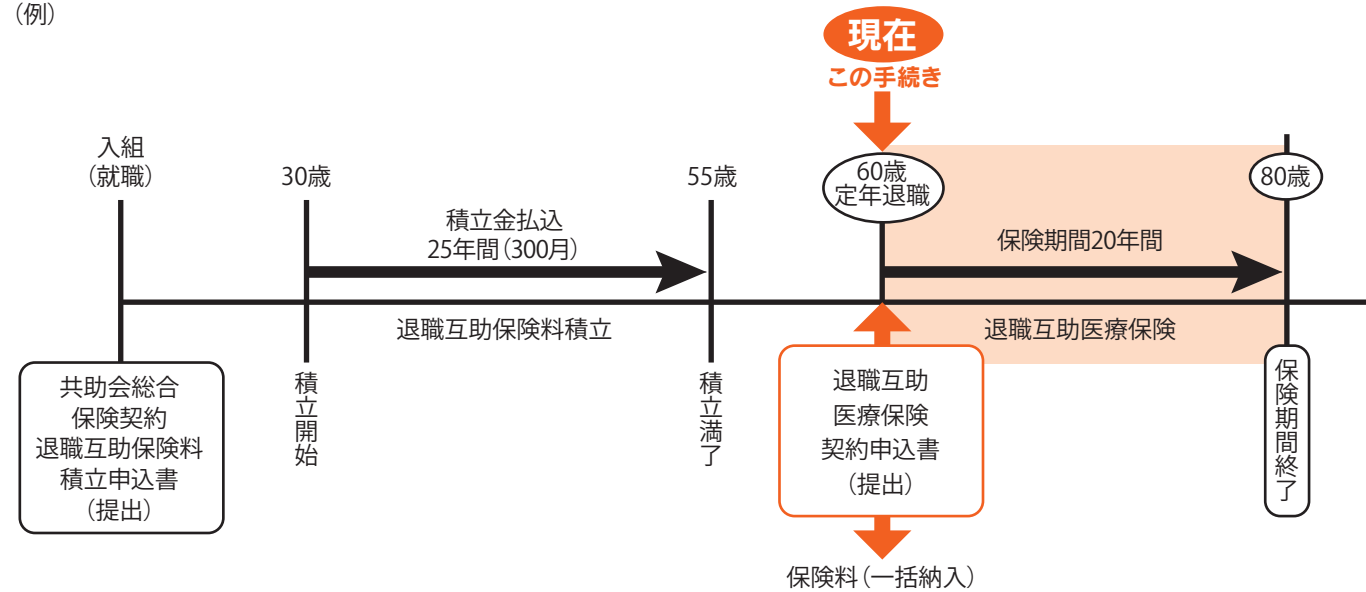 （例）
現在
この手続き
入組
（就職）
30歳
55歳
60歳
定年退職
80歳
積立金払込
25年間（300月）
保険期間20年間
退職互助保険料積立
退職互助医療保険
共助会総合
保険契約
退職互助保険料
積立申込書
（提出）
積立開始
積立満了
退職互助
医療保険
契約申込書
（提出）
保険期間終了
保険料（一括納入）